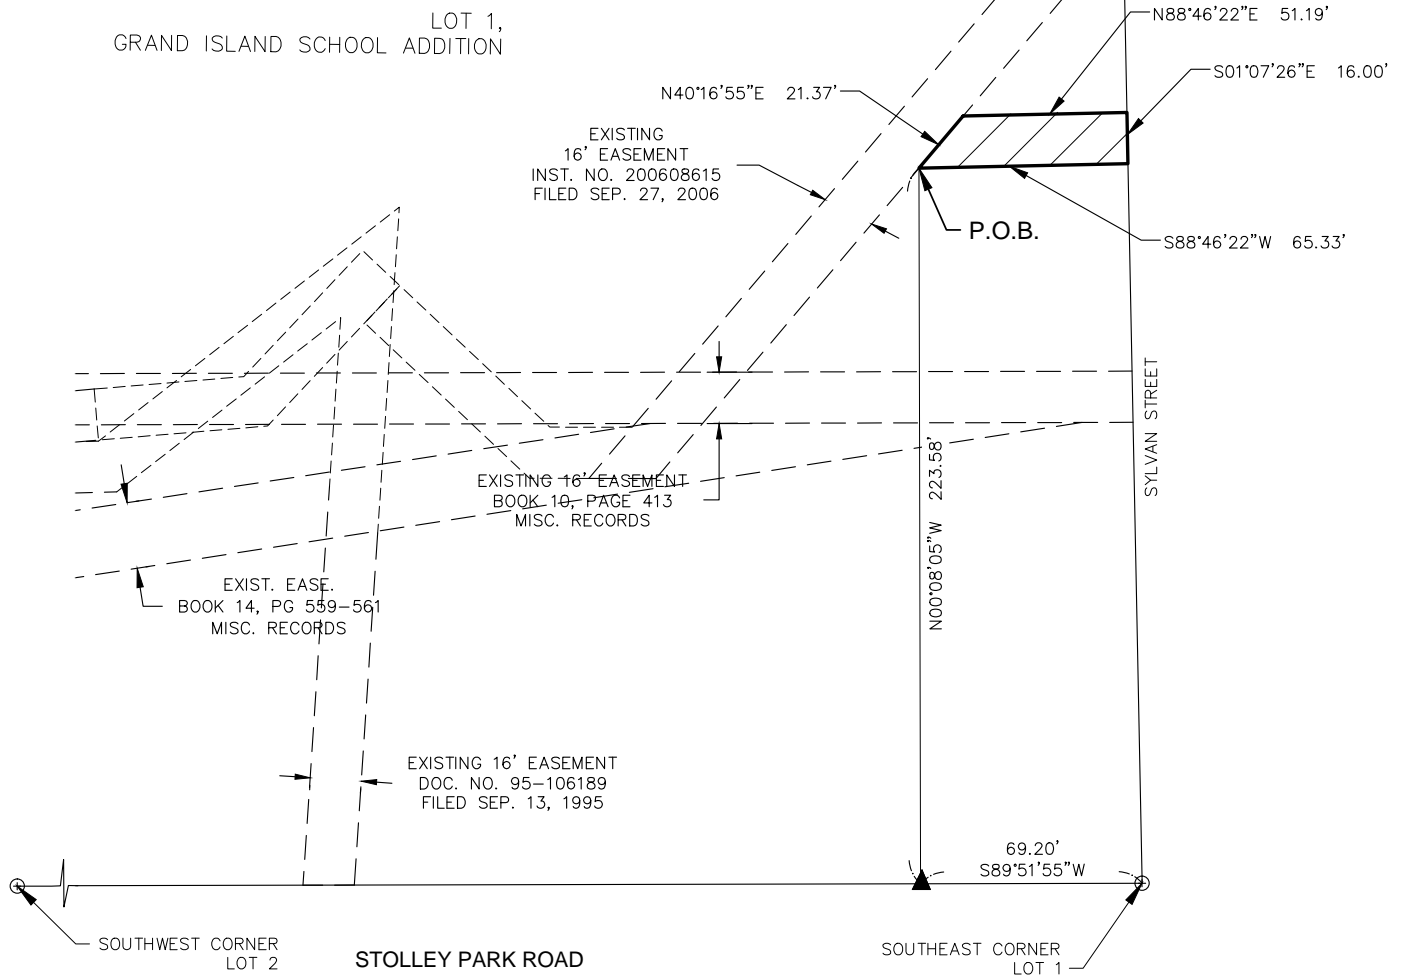 LOT 1,
GRAND ISLAND SCHOOL ADDITION
N88°46'22"E 51.19'
S01°07'26"E 16.00'
N40°16'55"E 21.37'
EXISTING
16' EASEMENT
INST. NO. 200608615
FILED SEP. 27, 2006
P.O.B.
S88°46'22"W 65.33'
SYLVAN STREET
N00°08'05"W 223.58'
EXISTING 16' EASEMENT
BOOK 10, PAGE 413
MISC. RECORDS
EXIST. EASE.
BOOK 14, PG 559–561
MISC. RECORDS
EXISTING 16' EASEMENT
DOC. NO. 95–106189
FILED SEP. 13, 1995
69.20'
S89°51'55"W
SOUTHWEST CORNER
LOT 2
STOLLEY PARK ROAD
SOUTHEAST CORNER
LOT 1